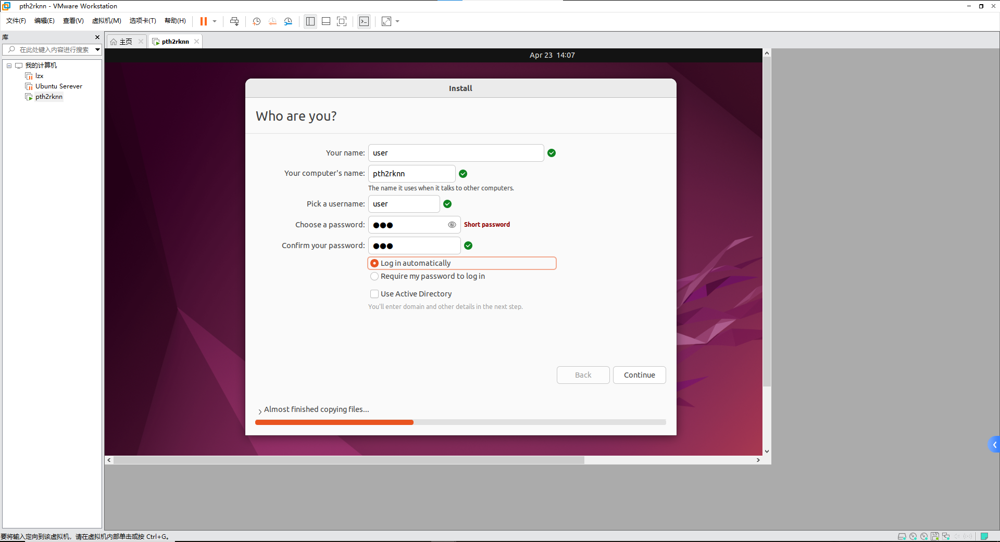 pth2rknn - VMware Workstation
文件(F) 编辑(E) 查看(V) 虚拟机(M) 选项卡(T) 帮助(H)
库
在此处键入内容进行搜索
我的计算机
lzx
Ubuntu Serever
pth2rknn
主页
pth2rknn
Apr 23 14:07
Install
Who are you?
Your name: user
Your computer's name: pth2rknn
The name it uses when it talks to other computers.
Pick a username: user
Choose a password: ●●● Short password
Confirm your password: ●●●
Log in automatically
Require my password to log in
Use Active Directory
You'll enter domain and other details in the next step.
Back Continue
Almost finished copying files...
要将输入定向到该虚拟机，请在虚拟机内部单击或按 Ctrl+G。